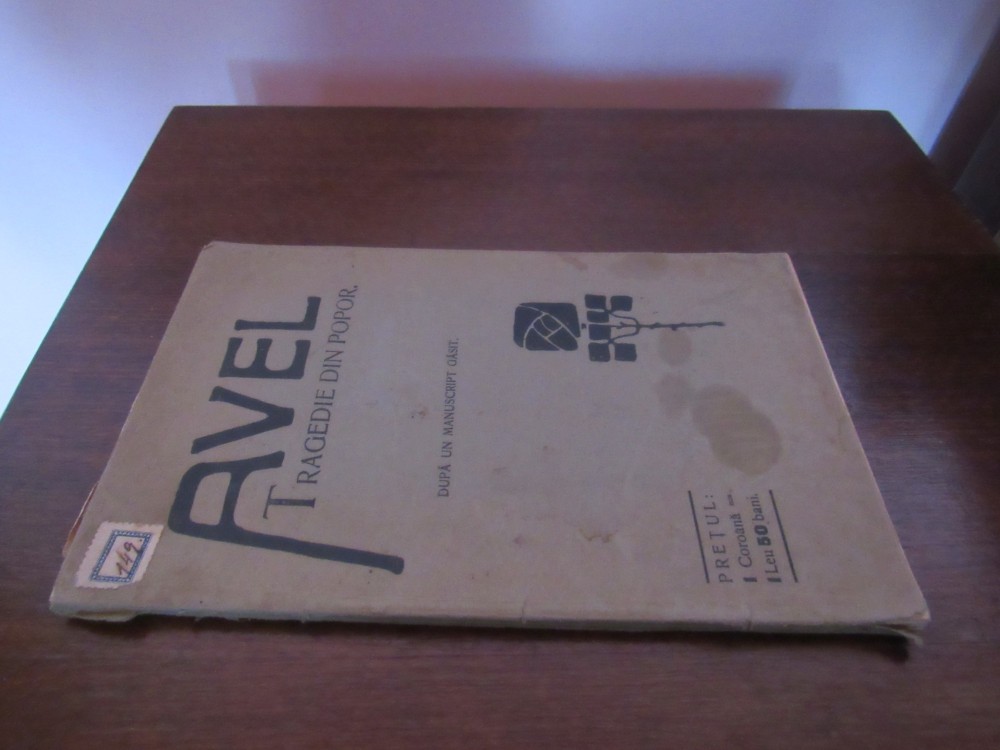 149.
AVEL
TRAGEDIE DIN POPOR.
DUPĂ UN MANUSCRIPT GĂSIT.
PREȚUL:
1 Coroană
1 Leu 50 bani.